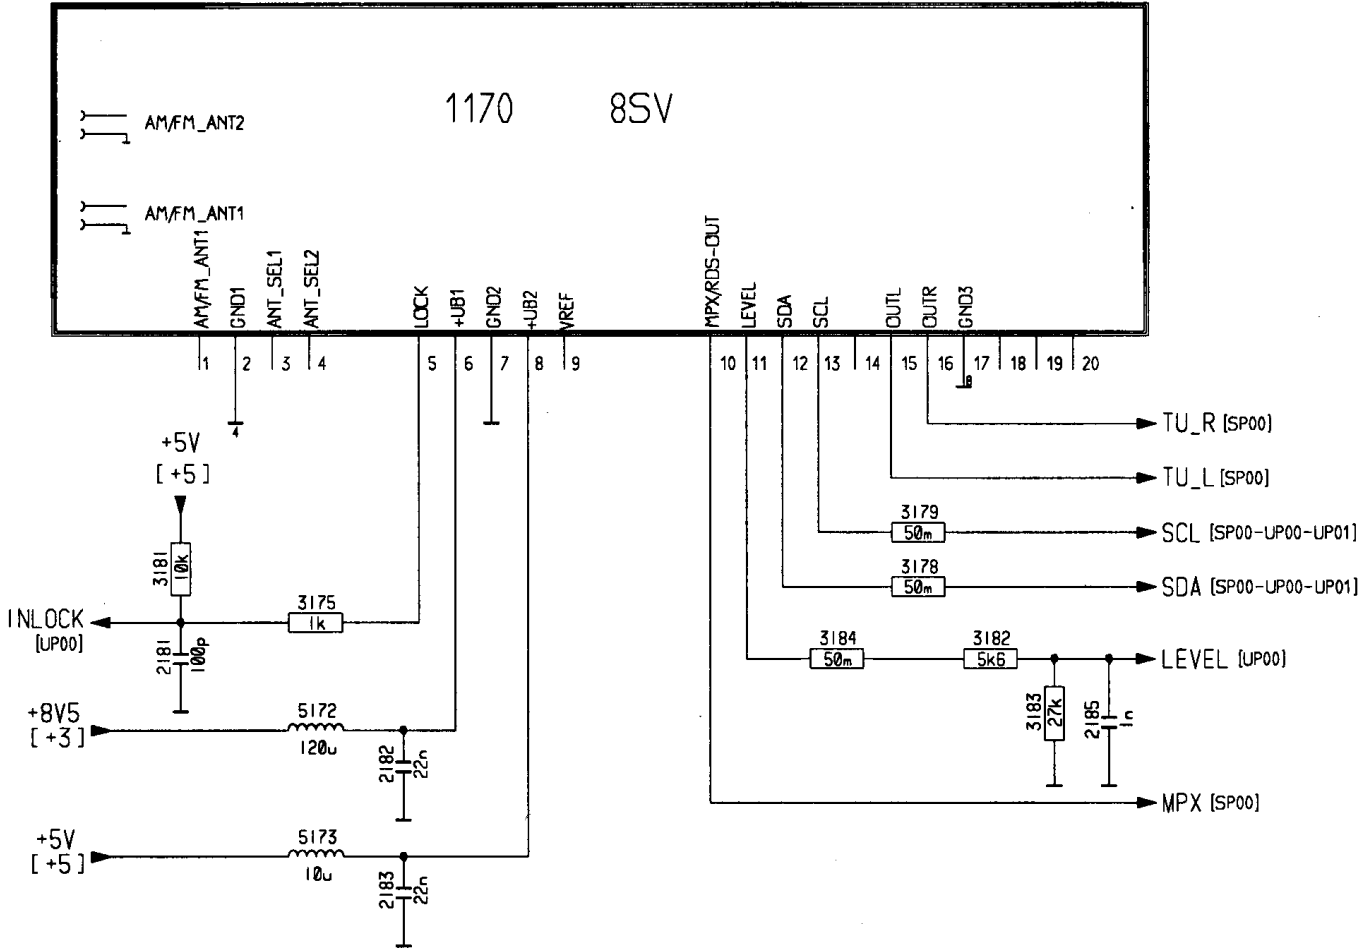 1170 8SV
AM/FM_ANT2
AM/FM_ANT1
AM/FM_ANT1
GND1
ANT_SEL1
ANT_SEL2
LOCK
+UB1
GND2
+UB2
VREF
MPX/RDS-OUT
LEVEL
SDA
SCL
OUTL
OUTR
GND3
1 2 3 4 5 6 7 8 9 10 11 12 13 14 15 16 17 18 19 20
4
8
TU_R [SP00]
TU_L [SP00]
3179
50m
SCL [SP00-UP00-UP01]
3178
50m
SDA [SP00-UP00-UP01]
3184
50m
3182
5k6
LEVEL [UP00]
3183
27k
2185
1n
MPX [SP00]
+5V
[+5]
3181
10k
INLOCK
[UP00]
3175
1k
2181
100p
+8V5
[+3]
5172
120u
2182
22n
+5V
[+5]
5173
10u
2183
22n